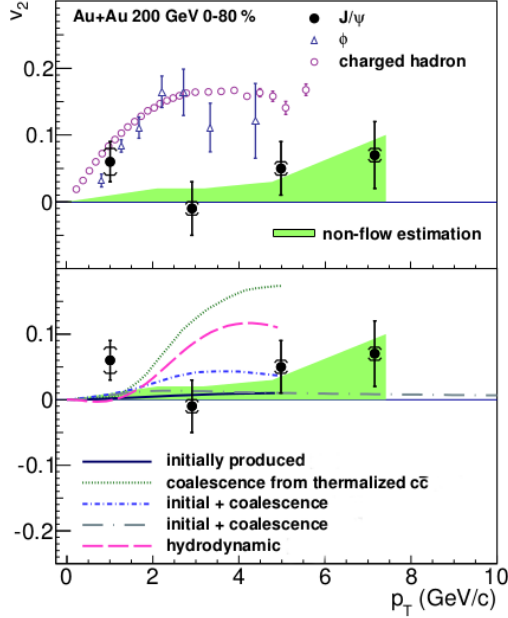 v₂
Au+Au 200 GeV 0-80 %
J/ψ
ϕ
charged hadron
0.2
0.1
0
non-flow estimation
0.1
0
-0.1
-0.2
initially produced
coalescence from thermalized cc̄
initial + coalescence
initial + coalescence
hydrodynamic
0 2 4 6 8 10
p_T (GeV/c)